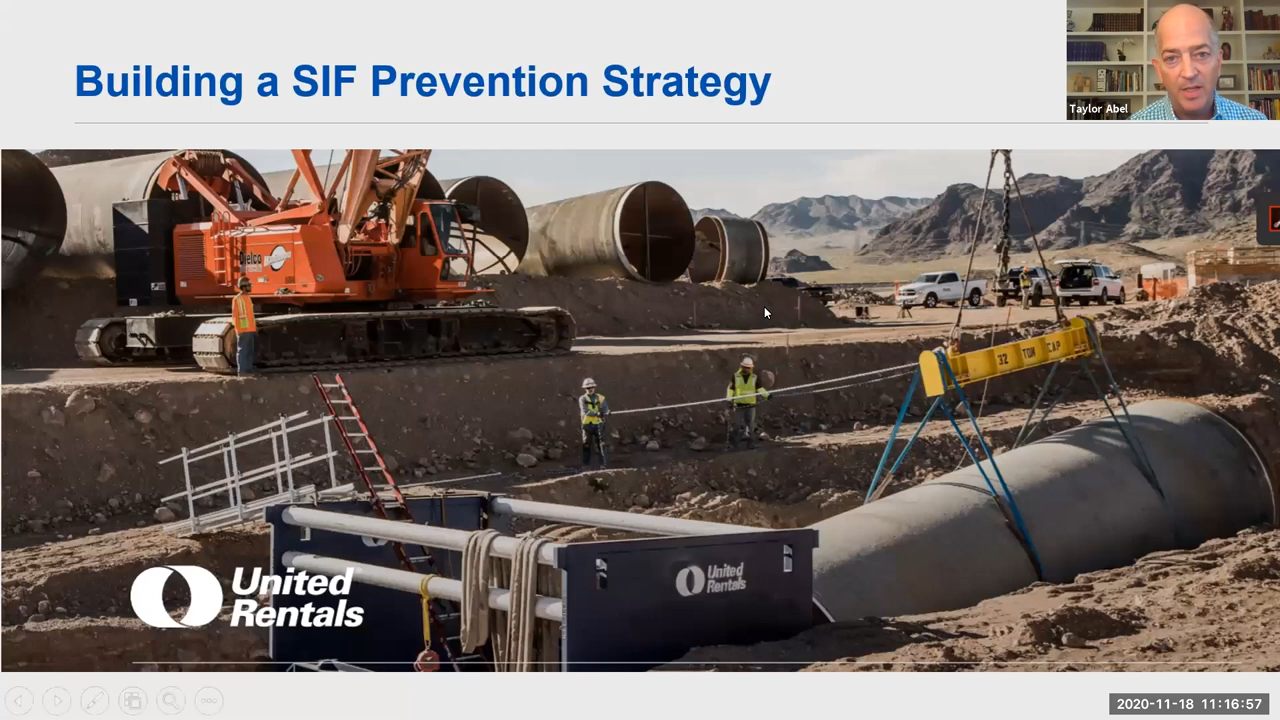 Building a SIF Prevention Strategy
Taylor Abel
32 TON CAP
United
Rentals
United
Rentals
2020-11-18 11:16:57